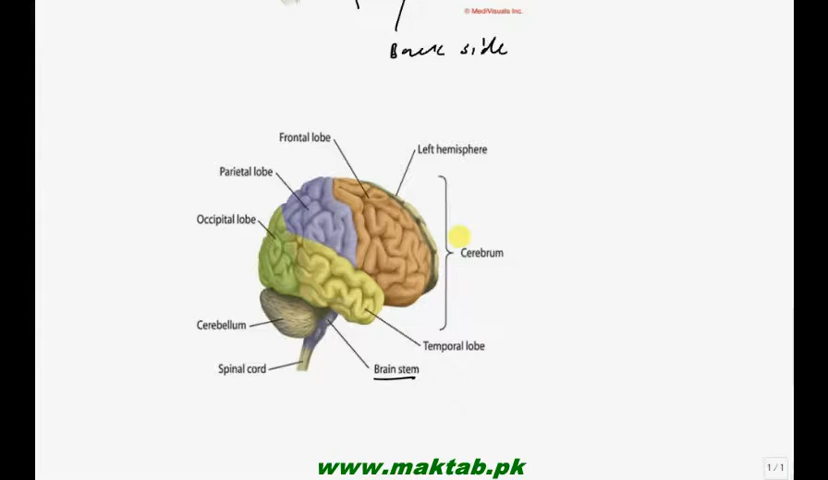 © MediVisuals Inc.
Back side
Frontal lobe
Left hemisphere
Parietal lobe
Occipital lobe
Cerebrum
Cerebellum
Temporal lobe
Spinal cord
Brain stem
www.maktab.pk
1 / 1